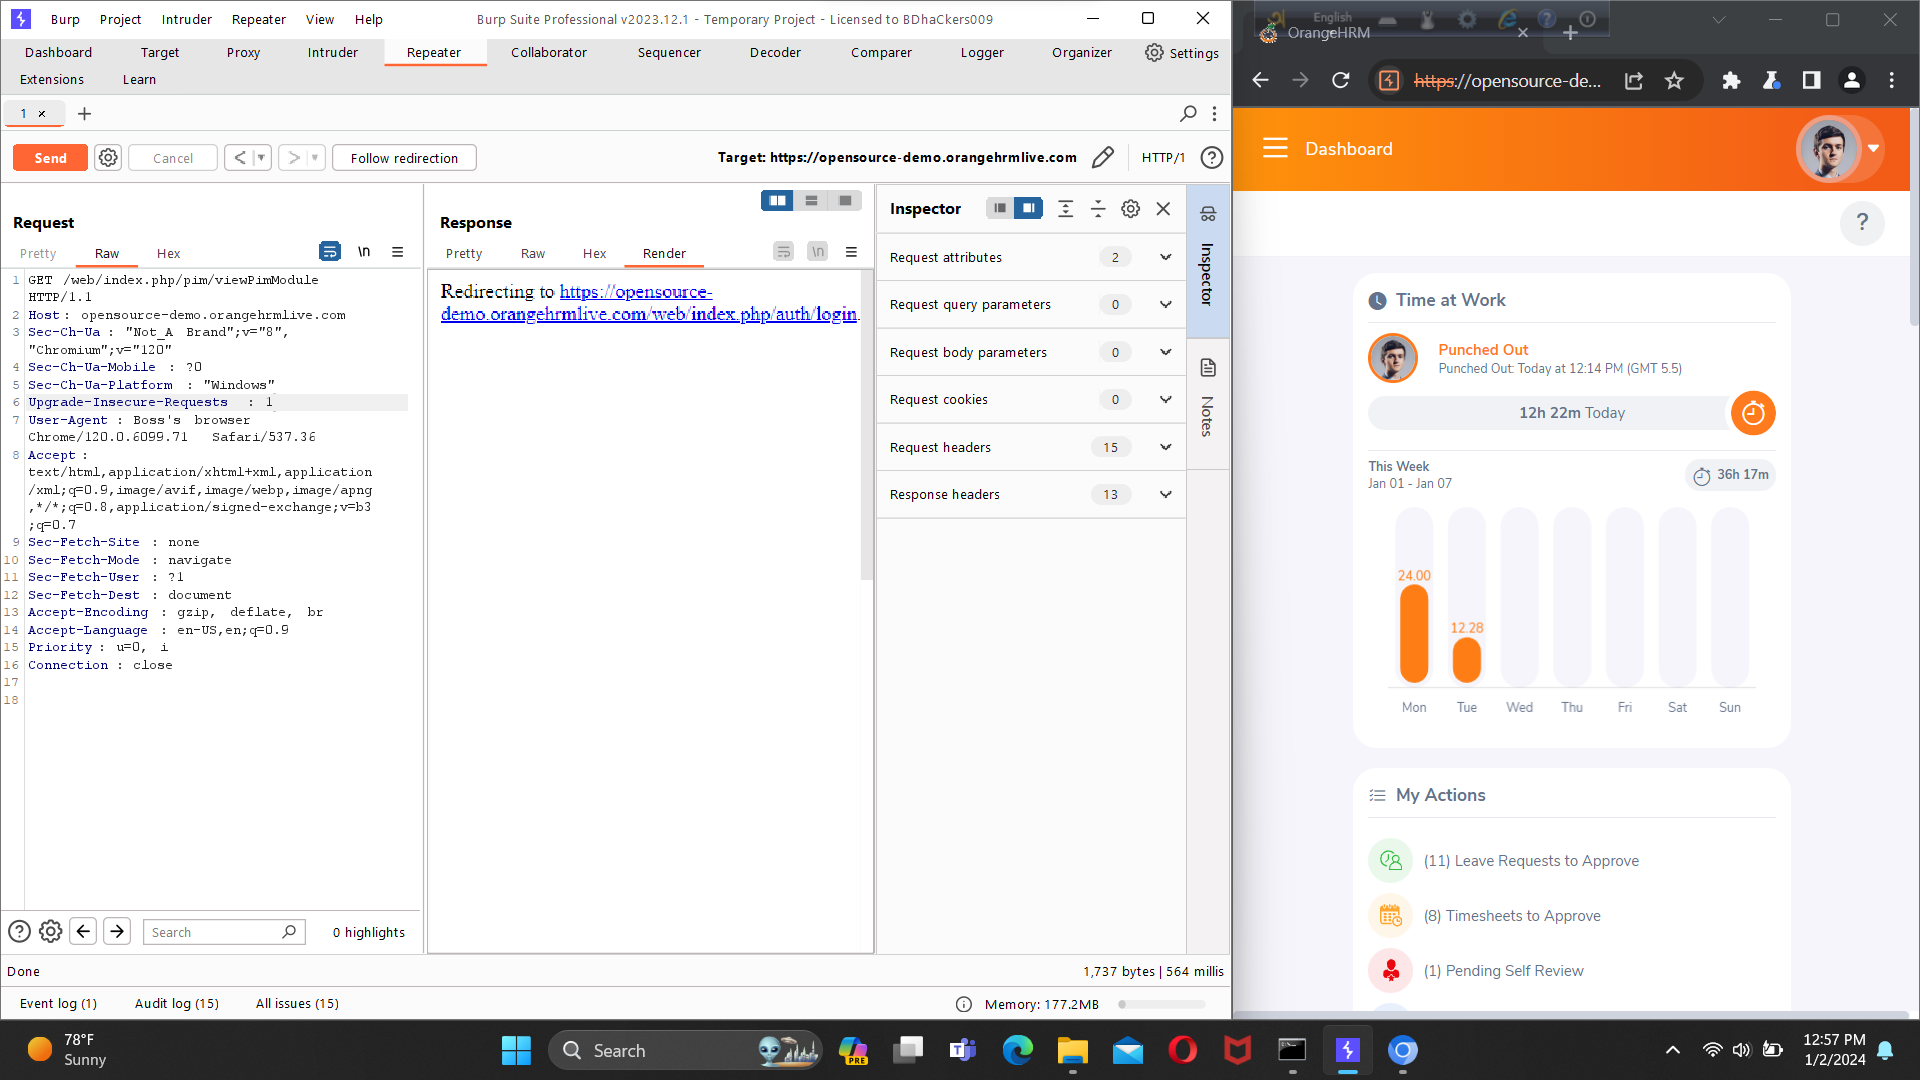 Burp Project Intruder Repeater View Help
Burp Suite Professional v2023.12.1 - Temporary Project - Licensed to BDhaCkers009
Dashboard Target Proxy Intruder Repeater Collaborator Sequencer Decoder Comparer Logger Organizer Settings
Extensions Learn
1 ×
Send Cancel Follow redirection
Target: https://opensource-demo.orangehrmlive.com HTTP/1
Request
Pretty Raw Hex \n
1 GET /web/index.php/pim/viewPimModule
HTTP/1.1
2 Host: opensource-demo.orangehrmlive.com
3 Sec-Ch-Ua: "Not_A Brand";v="8",
"Chromium";v="120"
4 Sec-Ch-Ua-Mobile : ?0
5 Sec-Ch-Ua-Platform : "Windows"
6 Upgrade-Insecure-Requests : 1
7 User-Agent: Boss's browser
Chrome/120.0.6099.71 Safari/537.36
8 Accept:
text/html,application/xhtml+xml,application
/xml;q=0.9,image/avif,image/webp,image/apng
,*/*;q=0.8,application/signed-exchange;v=b3
;q=0.7
9 Sec-Fetch-Site : none
10 Sec-Fetch-Mode : navigate
11 Sec-Fetch-User : ?1
12 Sec-Fetch-Dest : document
13 Accept-Encoding : gzip, deflate, br
14 Accept-Language : en-US,en;q=0.9
15 Priority: u=0, i
16 Connection: close
17
18
Search
0 highlights
Response
Pretty Raw Hex Render \n
Redirecting to https://opensource-
demo.orangehrmlive.com/web/index.php/auth/login.
Inspector
Request attributes 2
Request query parameters 0
Request body parameters 0
Request cookies 0
Request headers 15
Response headers 13
Inspector
Notes
Done
1,737 bytes | 564 millis
Event log (1) Audit log (15) All issues (15)
Memory: 177.2MB
English
OrangeHRM
https://opensource-de...
Dashboard
?
Time at Work
Punched Out
Punched Out: Today at 12:14 PM (GMT 5.5)
12h 22m Today
This Week
Jan 01 - Jan 07
36h 17m
24.00
12.28
Mon Tue Wed Thu Fri Sat Sun
My Actions
(11) Leave Requests to Approve
(8) Timesheets to Approve
(1) Pending Self Review
78°F
Sunny
Search
PRE
12:57 PM
1/2/2024